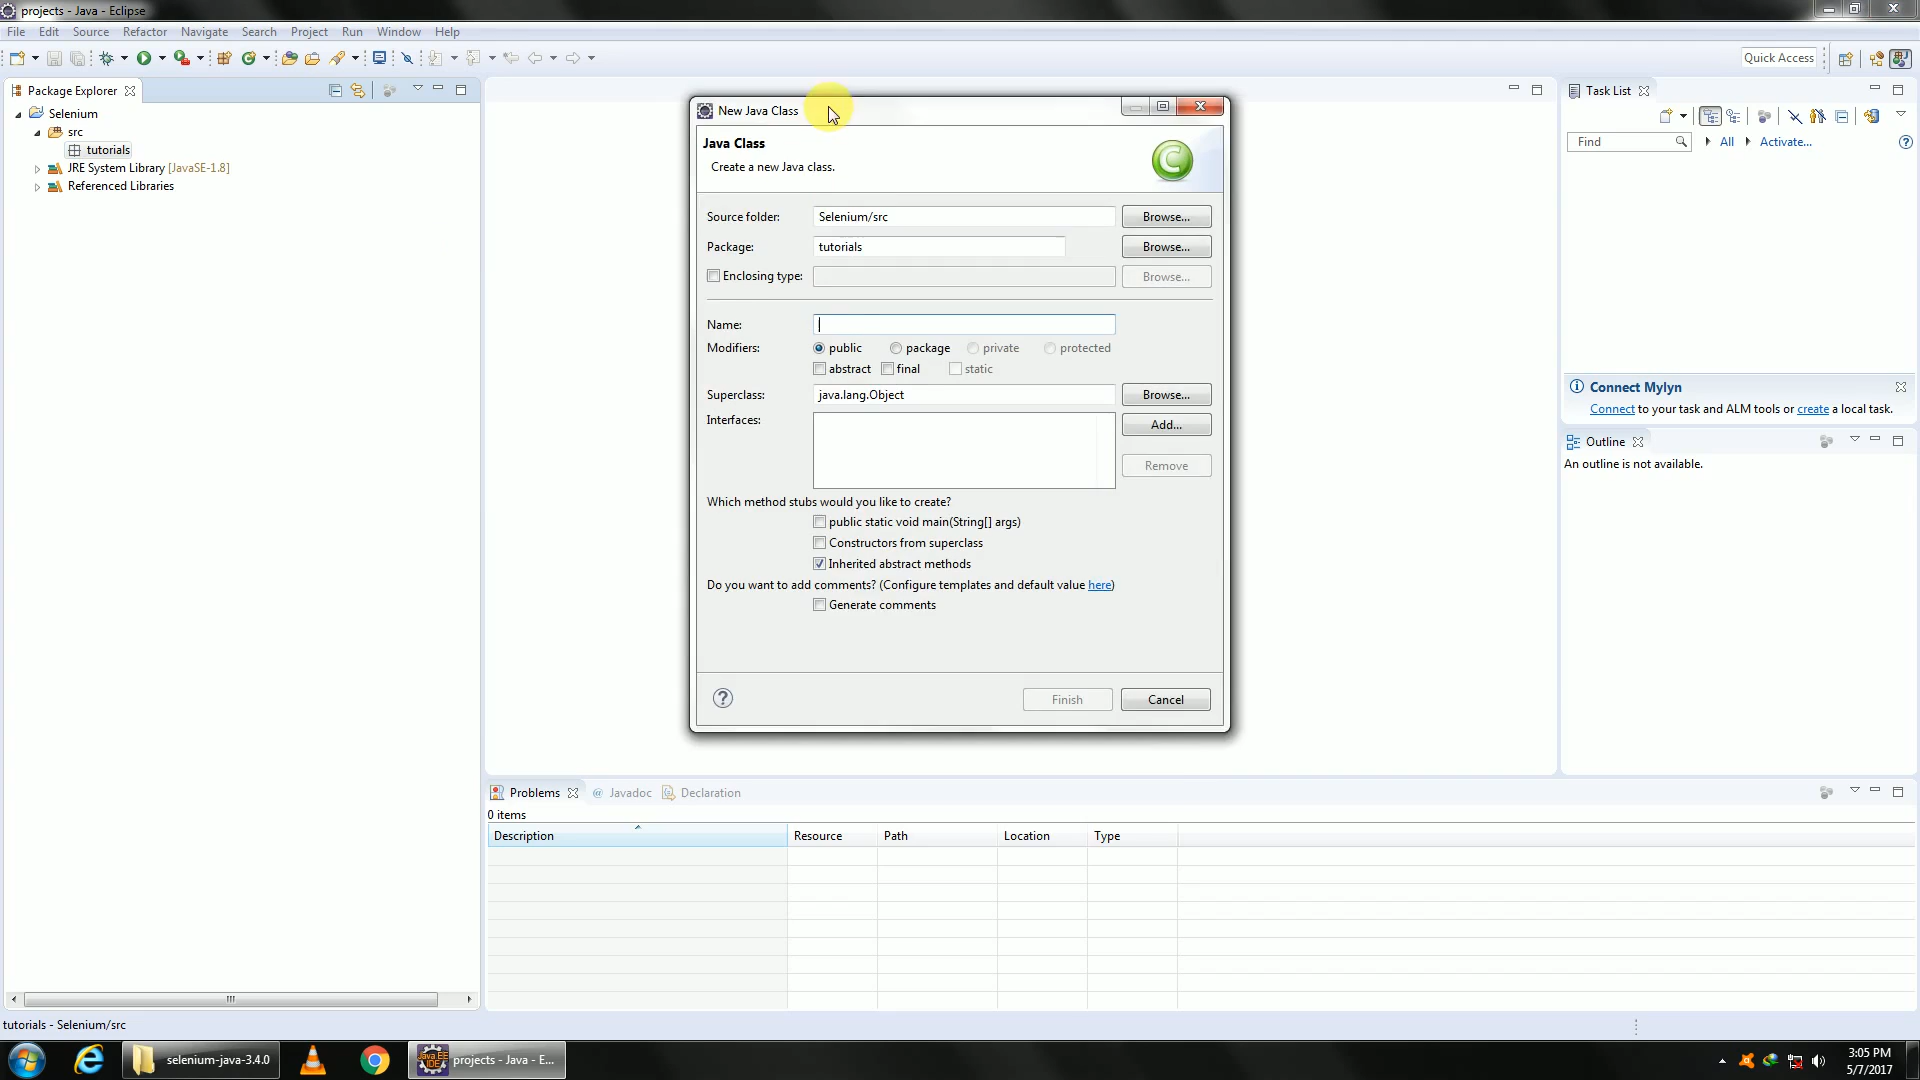 projects - Java - Eclipse
File Edit Source Refactor Navigate Search Project Run Window Help
Quick Access
Package Explorer
Selenium
src
tutorials
JRE System Library [JavaSE-1.8]
Referenced Libraries
New Java Class
Java Class
Create a new Java class.
C
Source folder: Selenium/src Browse...
Package: tutorials Browse...
Enclosing type: Browse...
Name:
Modifiers: public package private protected
abstract final static
Superclass: java.lang.Object Browse...
Interfaces: Add...
Remove
Which method stubs would you like to create?
public static void main(String[] args)
Constructors from superclass
Inherited abstract methods
Do you want to add comments? (Configure templates and default value here)
Generate comments
? Finish Cancel
Task List
Find All Activate... ?
Connect Mylyn
Connect to your task and ALM tools or create a local task.
Outline
An outline is not available.
Problems @ Javadoc Declaration
0 items
Description Resource Path Location Type
tutorials - Selenium/src
selenium-java-3.4.0
Java EE IDE projects - Java - E...
3:05 PM
5/7/2017